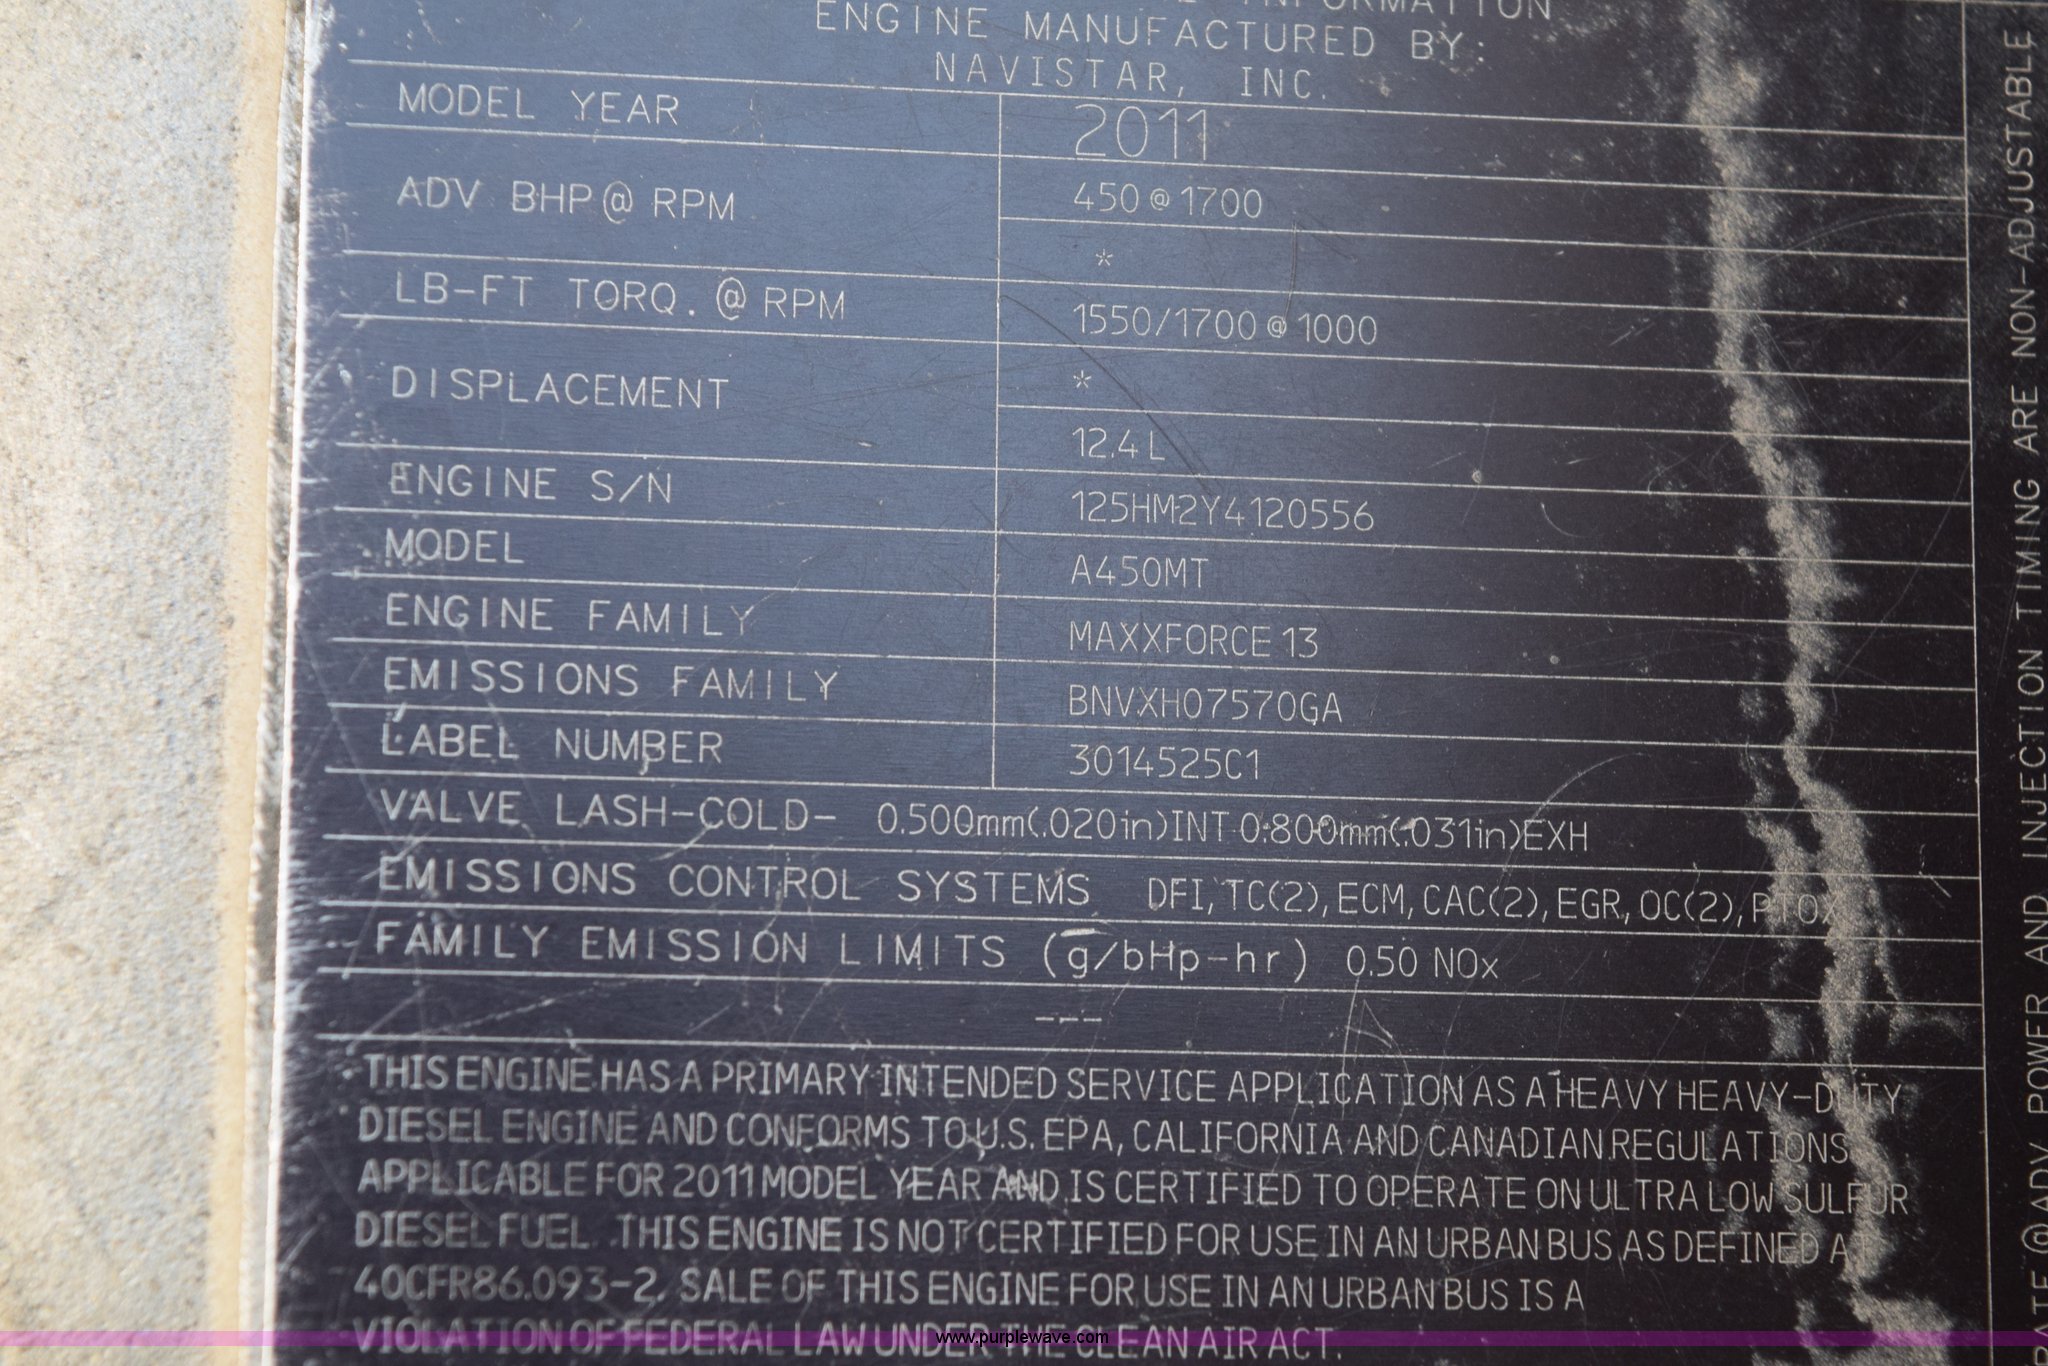 INFORMATION
ENGINE MANUFACTURED BY:
NAVISTAR, INC.
MODEL YEAR 2011
ADV BHP@ RPM 450@1700
*
LB-FT TORQ. @ RPM 1550/1700@1000
*
DISPLACEMENT 12.4L
ENGINE S/N 125HM2Y4120556
MODEL A450MT
ENGINE FAMILY MAXXFORCE 13
EMISSIONS FAMILY BNVXH07570GA
LABEL NUMBER 3014525C1
VALVE LASH-COLD- 0.500mm(.020in)INT 0.800mm(.031in)EXH
EMISSIONS CONTROL SYSTEMS DFI,TC(2),ECM,CAC(2),EGR,OC(2),PTOX
FAMILY EMISSION LIMITS (g/bHp-hr) 0.50 NOx
---
THIS ENGINE HAS A PRIMARY INTENDED SERVICE APPLICATION AS A HEAVY HEAVY-DUTY
DIESEL ENGINE AND CONFORMS TO U.S. EPA, CALIFORNIA AND CANADIAN REGULATIONS
APPLICABLE FOR 2011 MODEL YEAR AND IS CERTIFIED TO OPERATE ON ULTRA LOW SULFUR
DIESEL FUEL. THIS ENGINE IS NOT CERTIFIED FOR USE IN AN URBAN BUS AS DEFINED AT
40CFR86.093-2. SALE OF THIS ENGINE FOR USE IN AN URBAN BUS IS A
VIOLATION OF FEDERAL LAW UNDER THE CLEAN AIR ACT.
@ ADV POWER AND INJECTION TIMING ARE NON-ADJUSTABLE
www.purplewave.com